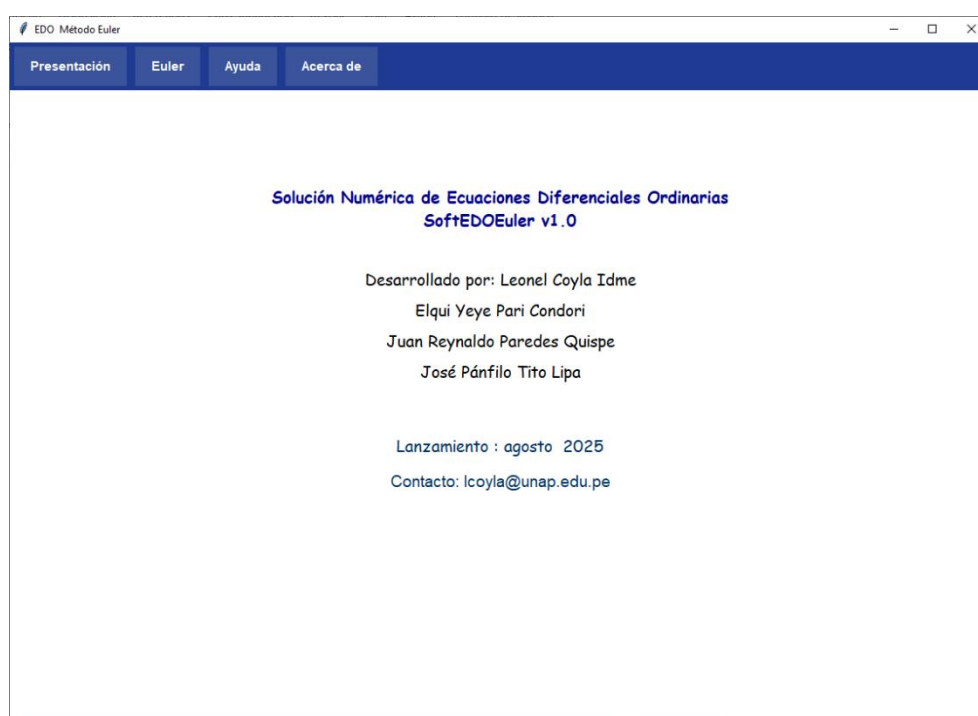 EDO Método Euler
Presentación Euler Ayuda Acerca de
Solución Numérica de Ecuaciones Diferenciales Ordinarias
SoftEDOEuler v1.0
Desarrollado por: Leonel Coyla Idme
Elqui Yeye Pari Condori
Juan Reynaldo Paredes Quispe
José Pánfilo Tito Lipa
Lanzamiento : agosto 2025
Contacto: lcoyla@unap.edu.pe